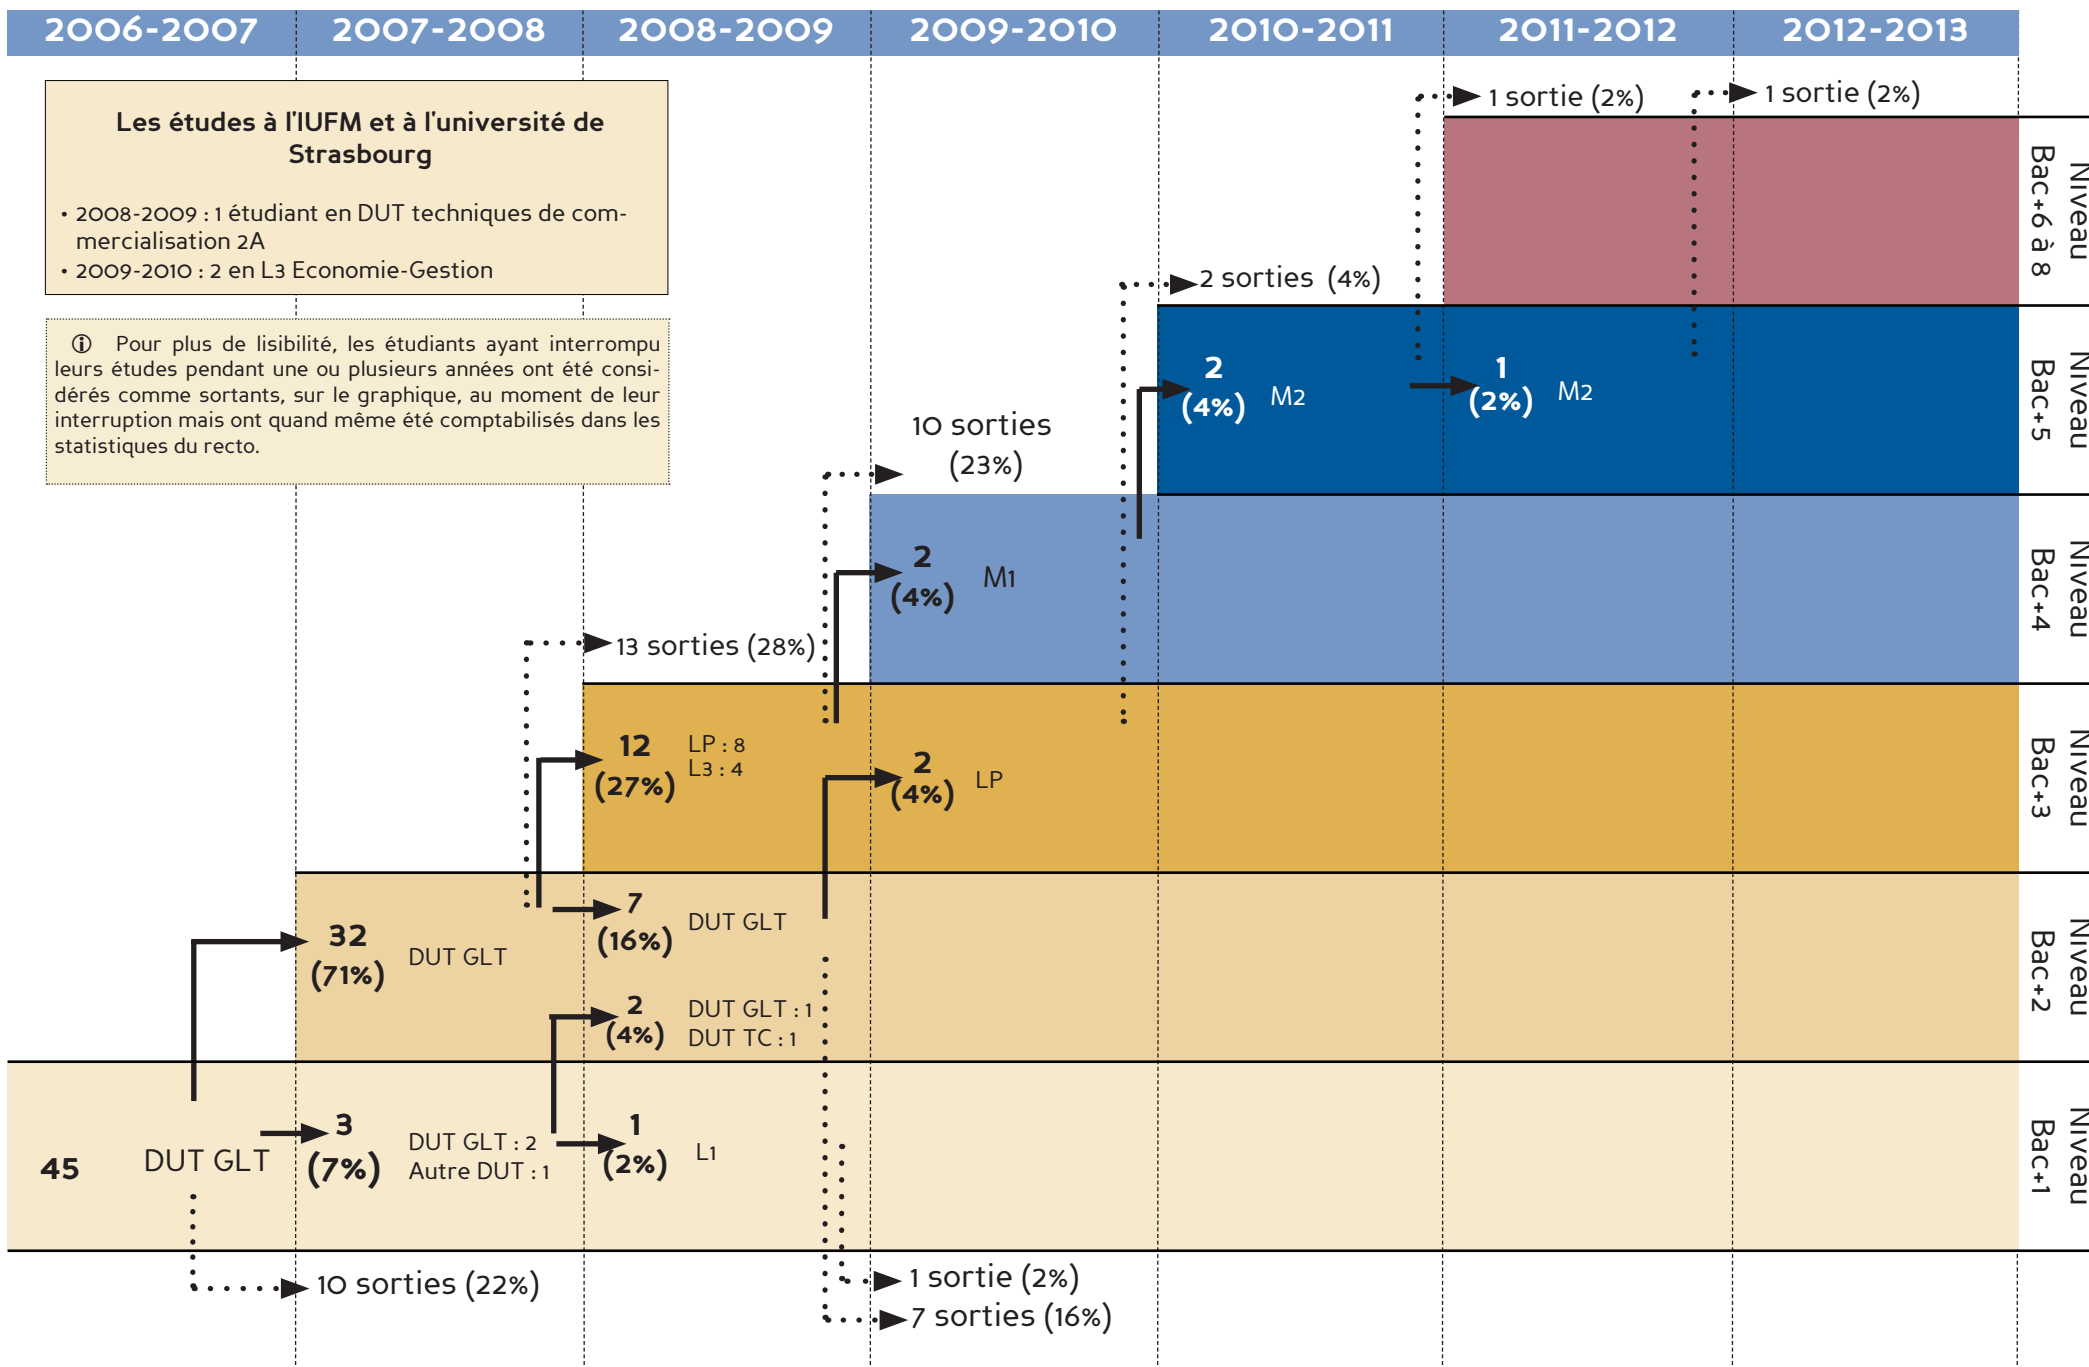 2006-2007 2007-2008 2008-2009 2009-2010 2010-2011 2011-2012 2012-2013
Les études à l'IUFM et à l'université de
Strasbourg
• 2008-2009 : 1 étudiant en DUT techniques de com-
mercialisation 2A
• 2009-2010 : 2 en L3 Economie-Gestion
ⓘ Pour plus de lisibilité, les étudiants ayant interrompu
leurs études pendant une ou plusieurs années ont été consi-
dérés comme sortants, sur le graphique, au moment de leur
interruption mais ont quand même été comptabilisés dans les
statistiques du recto.
1 sortie (2%)
1 sortie (2%)
Niveau
Bac+6 à 8
2 sorties (4%)
2
(4%)
M2
1
(2%)
M2
Niveau
Bac+5
10 sorties
(23%)
2
(4%)
M1
Niveau
Bac+4
13 sorties (28%)
12
(27%)
LP : 8
L3 : 4
2
(4%)
LP
Niveau
Bac+3
32
(71%)
DUT GLT
7
(16%)
DUT GLT
2
(4%)
DUT GLT : 1
DUT TC : 1
Niveau
Bac+2
45
DUT GLT
3
(7%)
DUT GLT : 2
Autre DUT : 1
1
(2%)
L1
Niveau
Bac+1
10 sorties (22%)
1 sortie (2%)
7 sorties (16%)